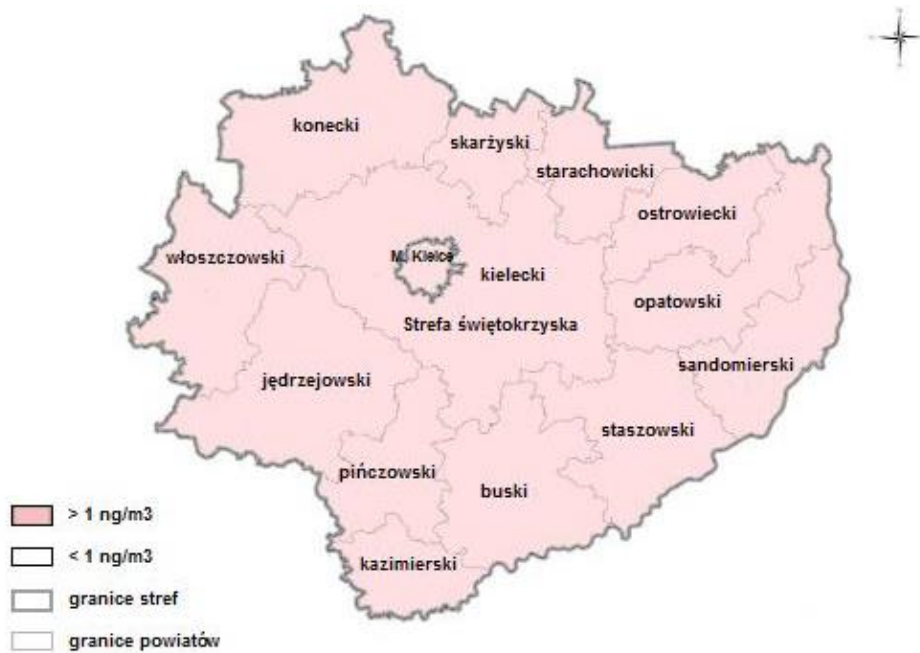 konecki
skarżyski
starachowicki
ostrowiecki
włoszczowski
M. Kielce
kielecki
opatowski
Strefa świętokrzyska
sandomierski
jędrzejowski
staszowski
pińczowski
buski
kazimierski
> 1 ng/m3
< 1 ng/m3
granice stref
granice powiatów